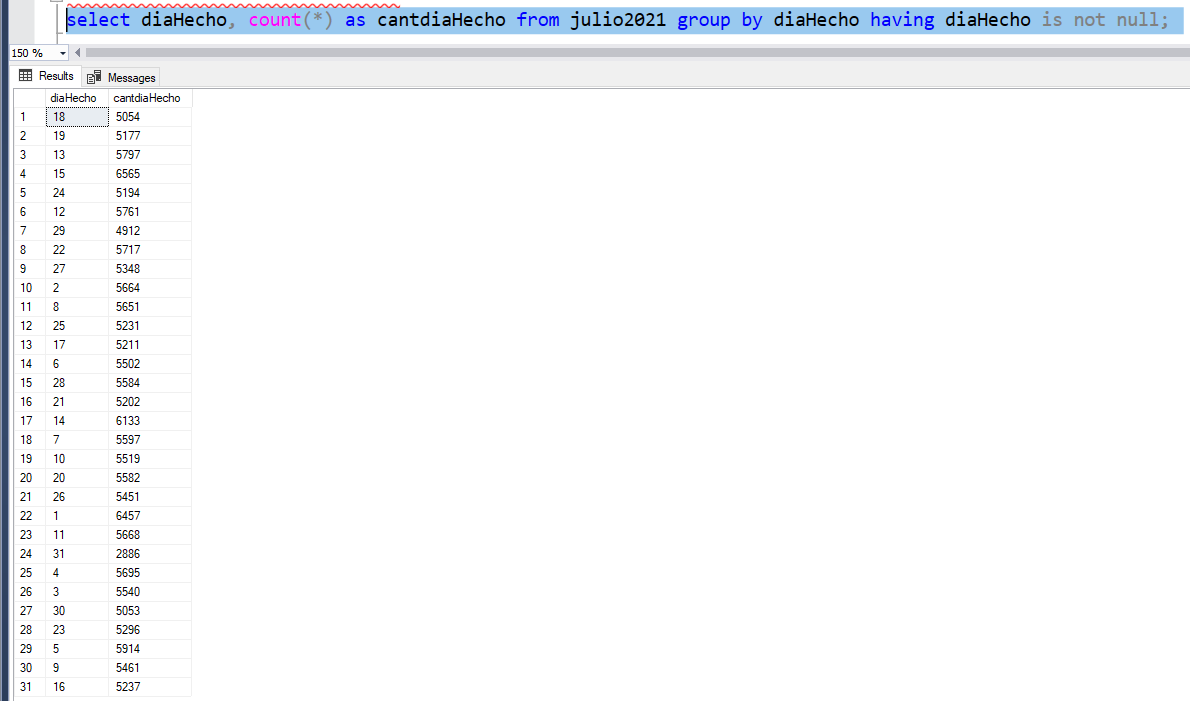 select diaHecho, count(*) as cantdiaHecho from julio2021 group by diaHecho having diaHecho is not null;
150 %
Results Messages
diaHecho cantdiaHecho
1 18 5054
2 19 5177
3 13 5797
4 15 6565
5 24 5194
6 12 5761
7 29 4912
8 22 5717
9 27 5348
10 2 5664
11 8 5651
12 25 5231
13 17 5211
14 6 5502
15 28 5584
16 21 5202
17 14 6133
18 7 5597
19 10 5519
20 20 5582
21 26 5451
22 1 6457
23 11 5668
24 31 2886
25 4 5695
26 3 5540
27 30 5053
28 23 5296
29 5 5914
30 9 5461
31 16 5237